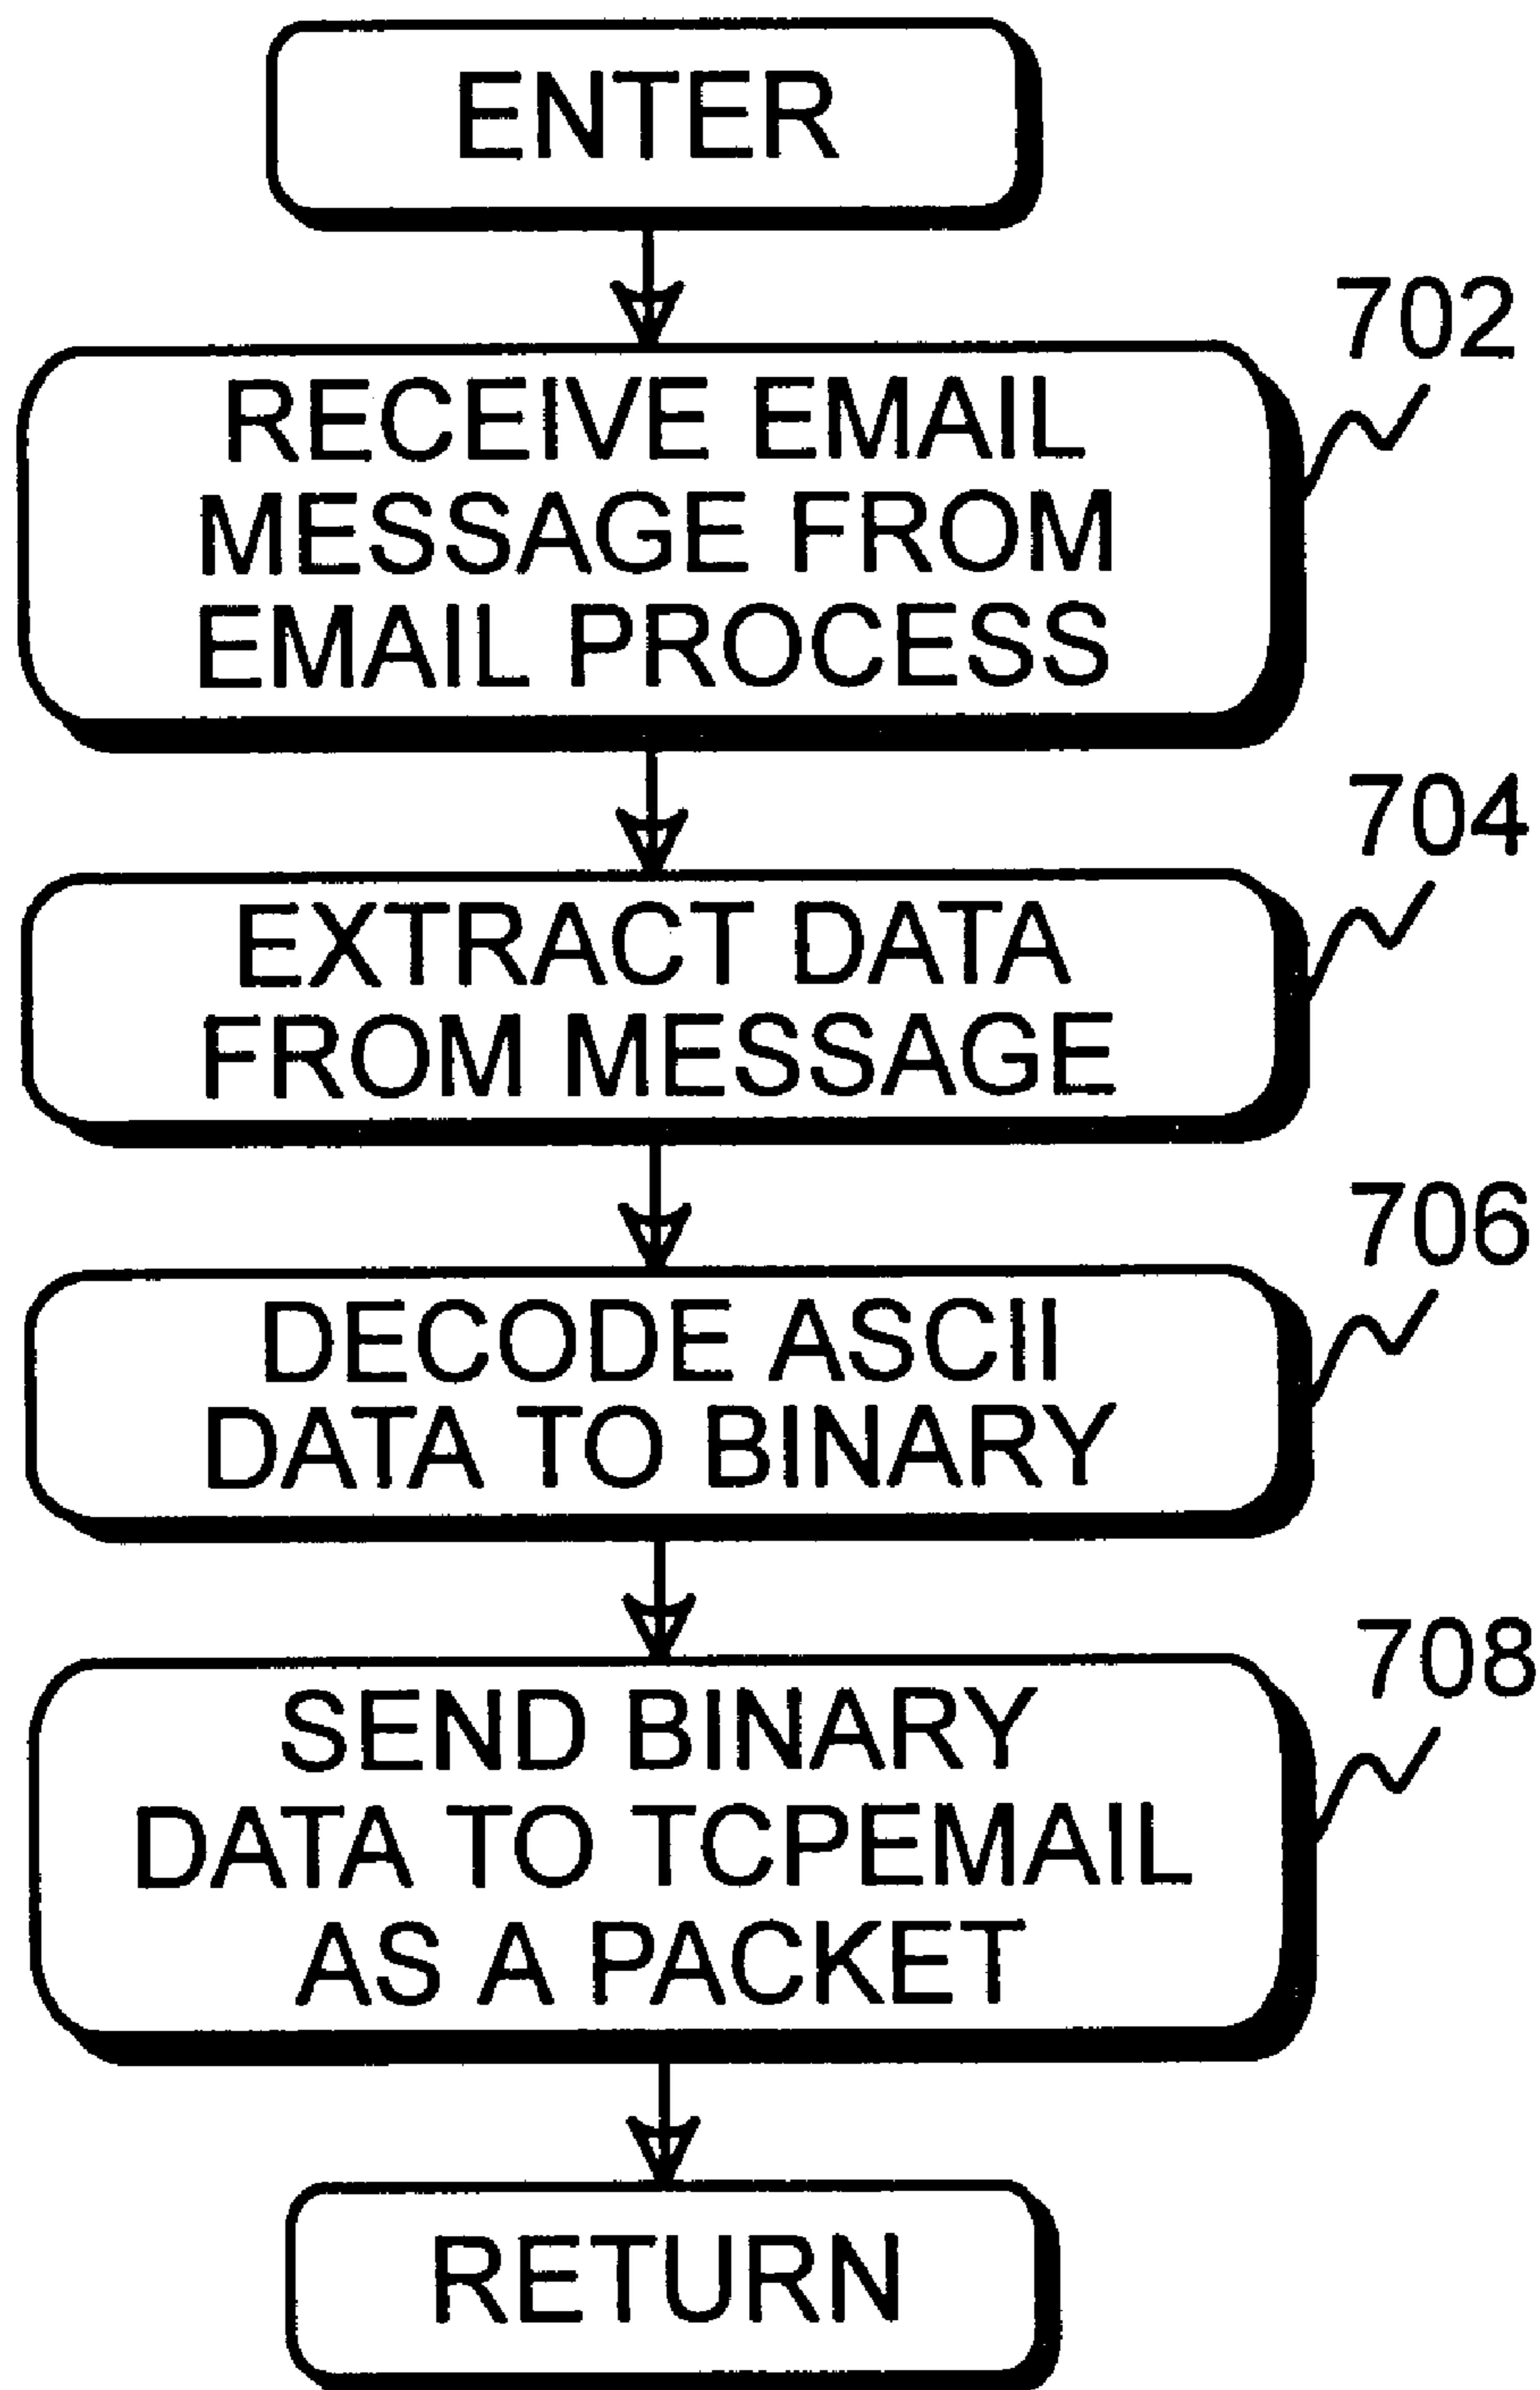 ENTER
702
RECEIVE EMAIL
MESSAGE FROM
EMAIL PROCESS
704
EXTRACT DATA
FROM MESSAGE
706
DECODE ASCII
DATA TO BINARY
708
SEND BINARY
DATA TO TCPEMAIL
AS A PACKET
RETURN